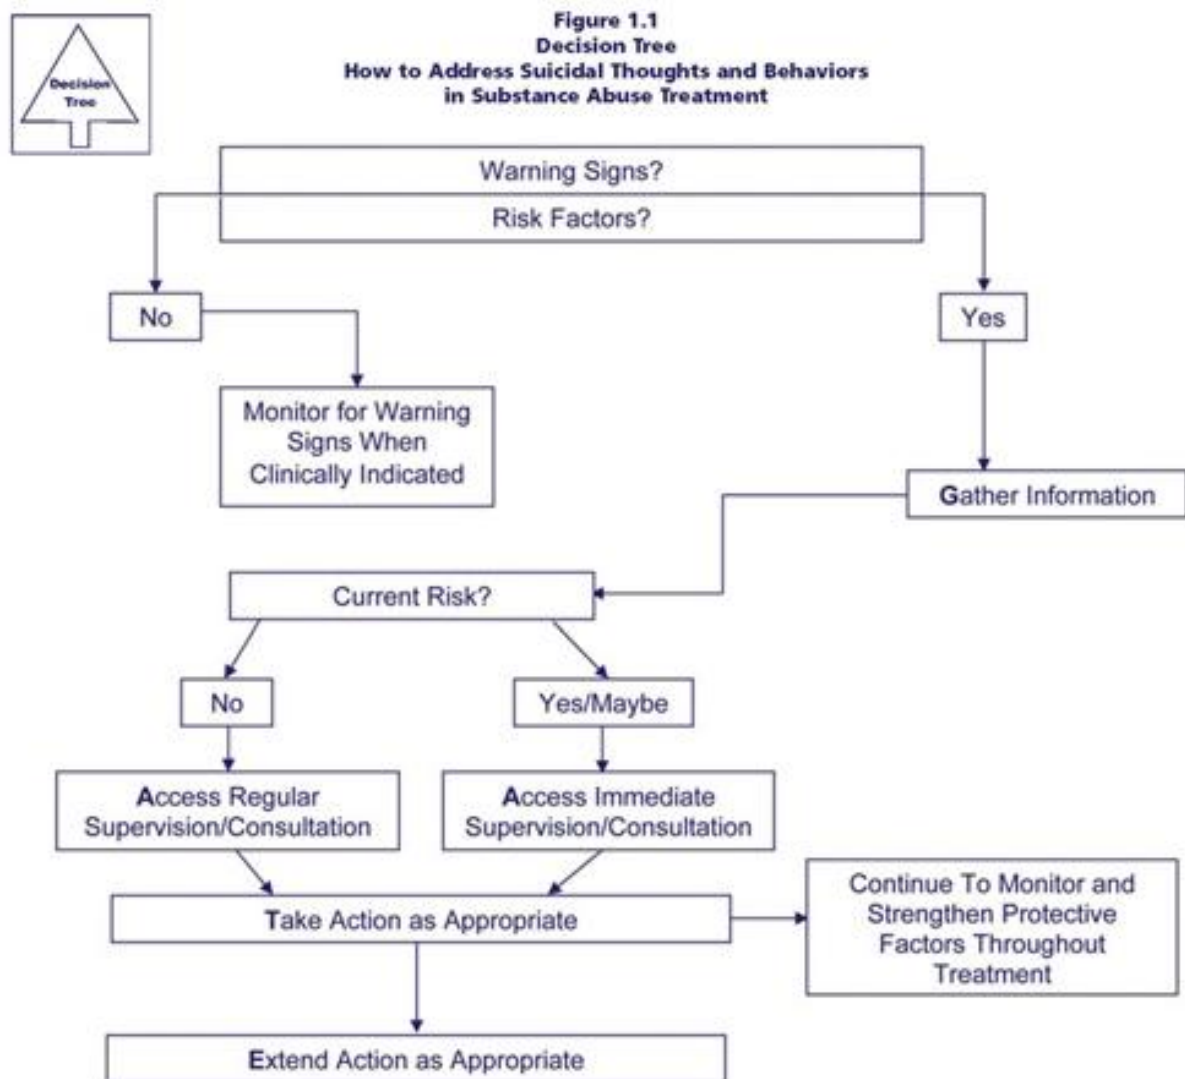 Decision
Tree
Figure 1.1
Decision Tree
How to Address Suicidal Thoughts and Behaviors
in Substance Abuse Treatment
Warning Signs?
Risk Factors?
No
Yes
Monitor for Warning
Signs When
Clinically Indicated
Gather Information
Current Risk?
No
Yes/Maybe
Access Regular
Supervision/Consultation
Access Immediate
Supervision/Consultation
Take Action as Appropriate
Continue To Monitor and
Strengthen Protective
Factors Throughout
Treatment
Extend Action as Appropriate